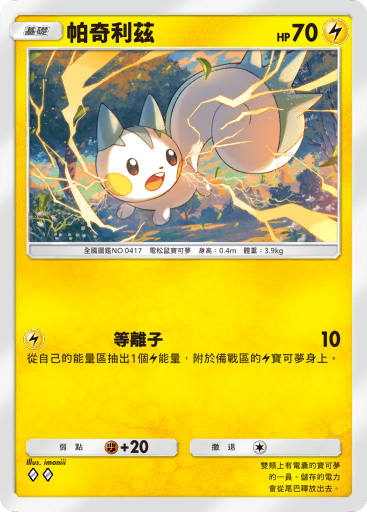 基礎 帕奇利茲 HP 70
全國圖鑑NO.0417 電松鼠寶可夢 身高：0.4m 體重：3.9kg
等離子 10
從自己的能量區抽出1個能量，附於備戰區的寶可夢身上。
弱點 +20 撤退
Illus. imoniii
雙頰上有電囊的寶可夢
的一員。儲存的電力
會從尾巴釋放出去。